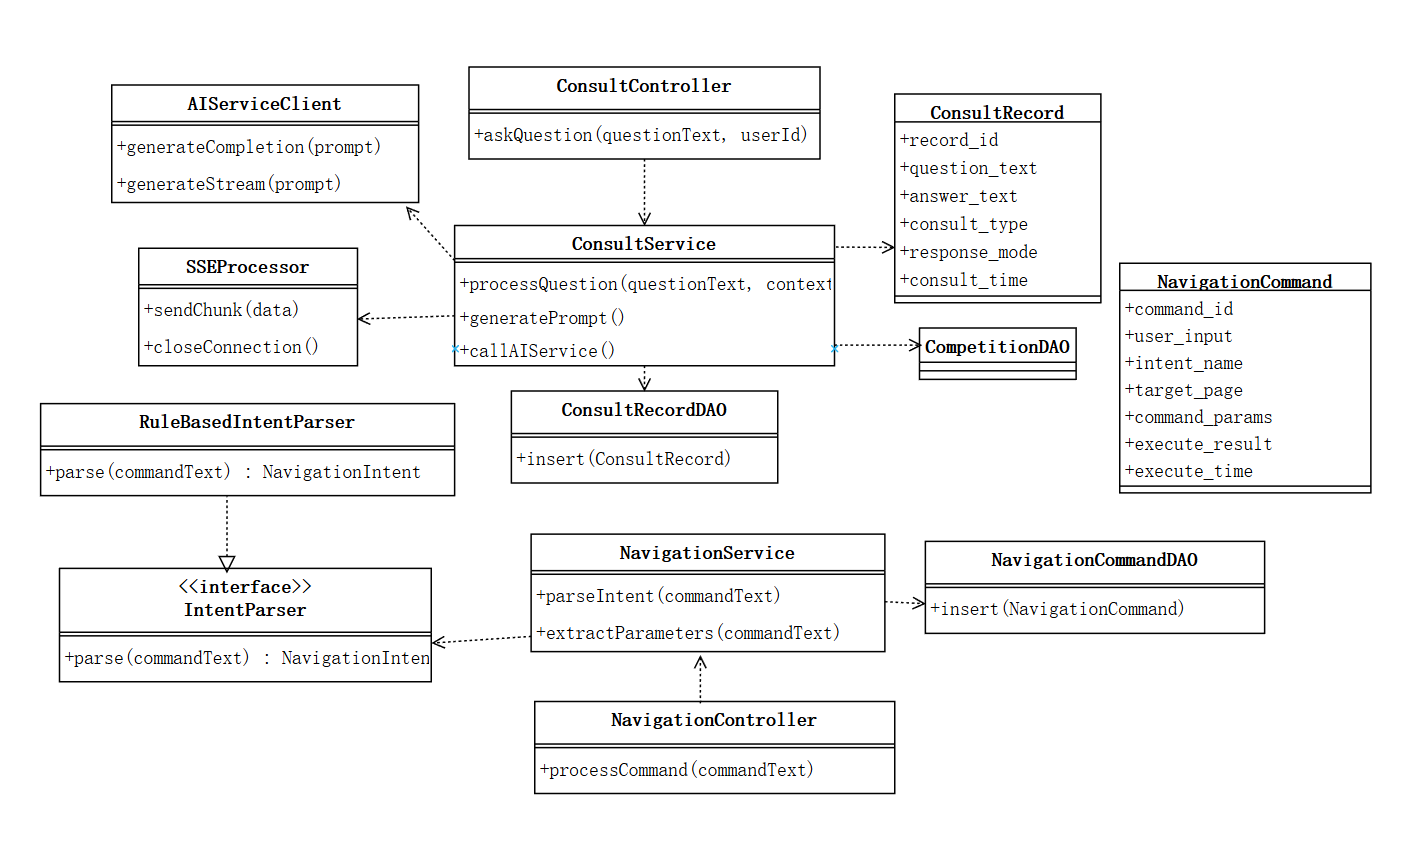 AIServiceClient
+generateCompletion(prompt)
+generateStream(prompt)
ConsultController
+askQuestion(questionText, userId)
ConsultRecord
+record_id
+question_text
+answer_text
+consult_type
+response_mode
+consult_time
SSEProcessor
+sendChunk(data)
+closeConnection()
ConsultService
+processQuestion(questionText, context
+generatePrompt()
+callAIService()
CompetitionDAO
NavigationCommand
+command_id
+user_input
+intent_name
+target_page
+command_params
+execute_result
+execute_time
RuleBasedIntentParser
+parse(commandText) : NavigationIntent
ConsultRecordDAO
+insert(ConsultRecord)
<<interface>>
IntentParser
+parse(commandText) : NavigationInten
NavigationService
+parseIntent(commandText)
+extractParameters(commandText)
NavigationCommandDAO
+insert(NavigationCommand)
NavigationController
+processCommand(commandText)